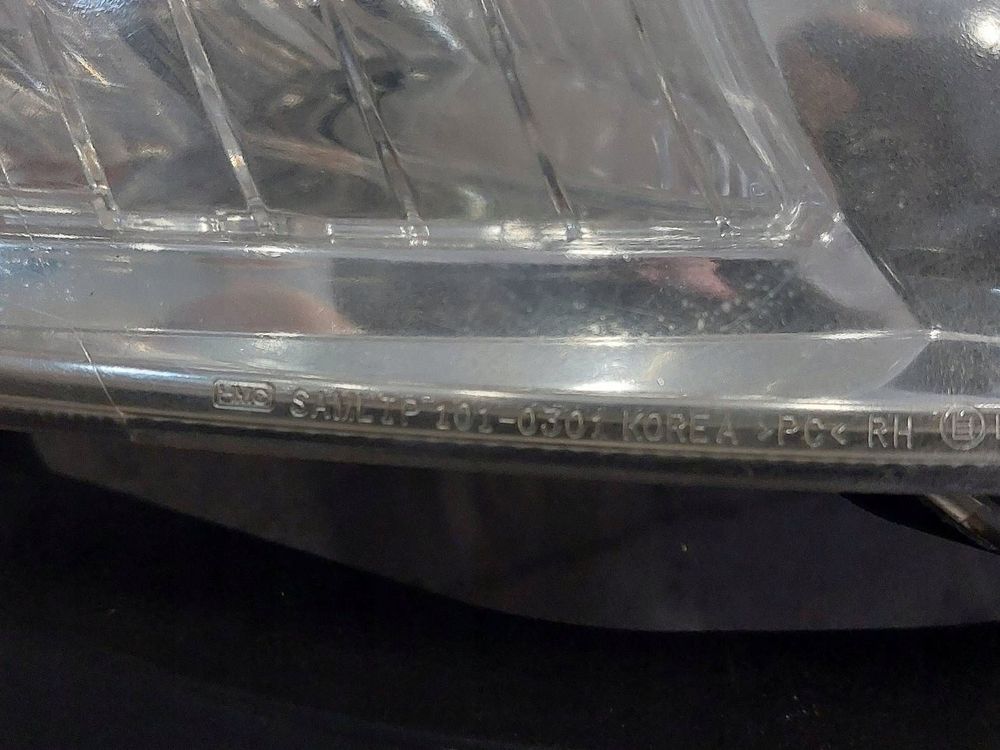 SAMLIP 101-0301 KOREA >PC< RH